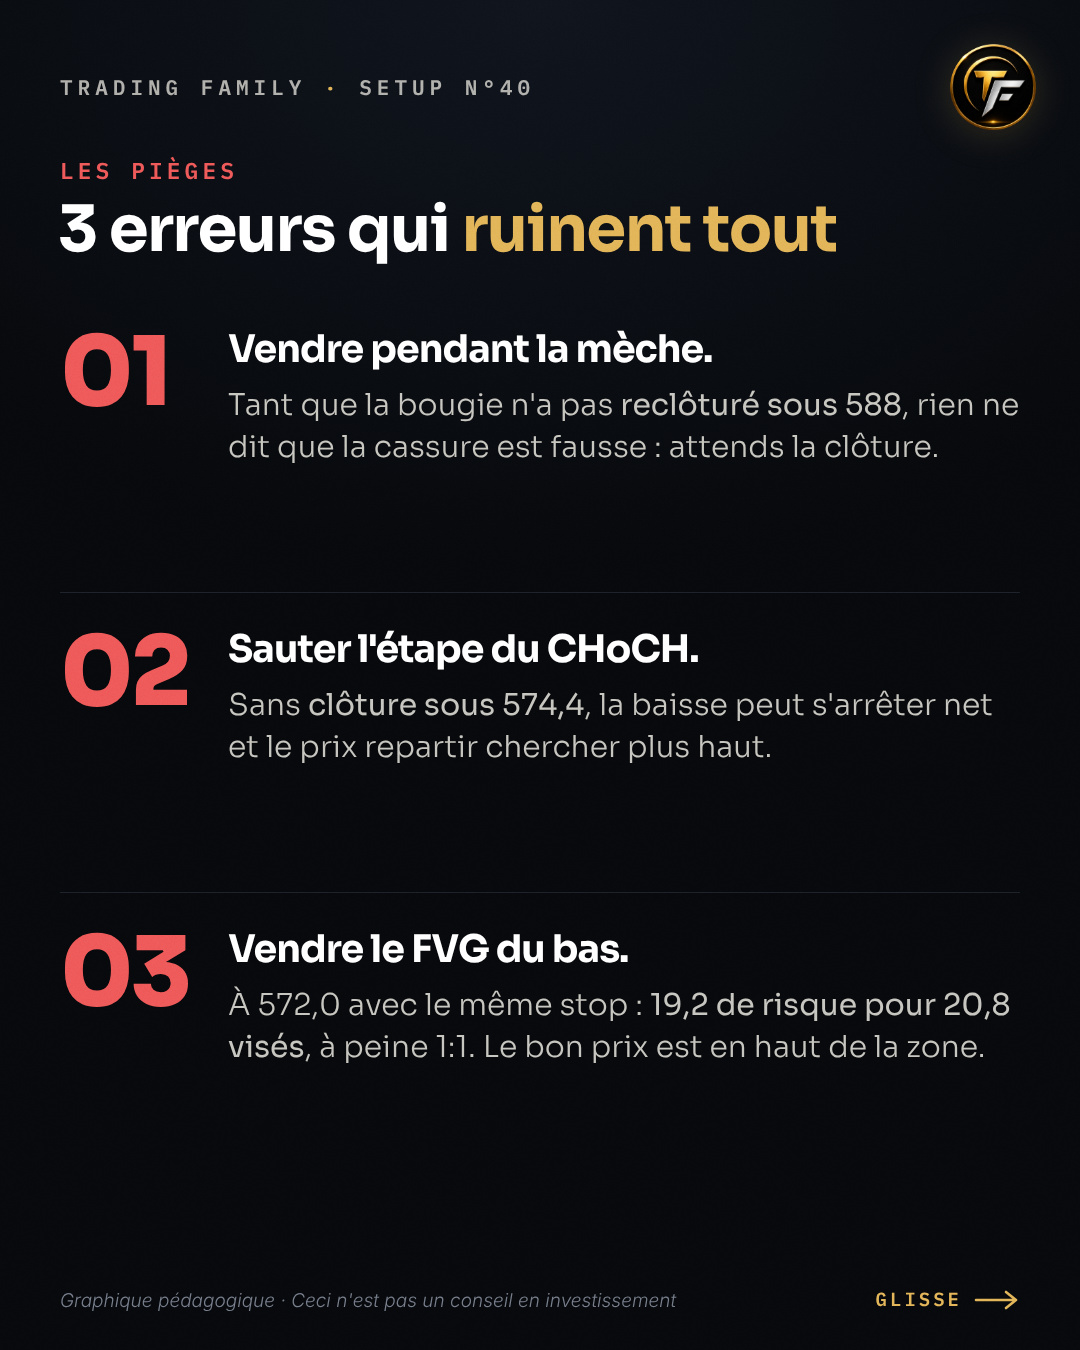 TRADING FAMILY · SETUP N°40
TF
LES PIÈGES
3 erreurs qui ruinent tout
01
Vendre pendant la mèche.
Tant que la bougie n'a pas reclôturé sous 588, rien ne
dit que la cassure est fausse : attends la clôture.
02
Sauter l'étape du CHoCH.
Sans clôture sous 574,4, la baisse peut s'arrêter net
et le prix repartir chercher plus haut.
03
Vendre le FVG du bas.
À 572,0 avec le même stop : 19,2 de risque pour 20,8
visés, à peine 1:1. Le bon prix est en haut de la zone.
Graphique pédagogique · Ceci n'est pas un conseil en investissement
GLISSE →